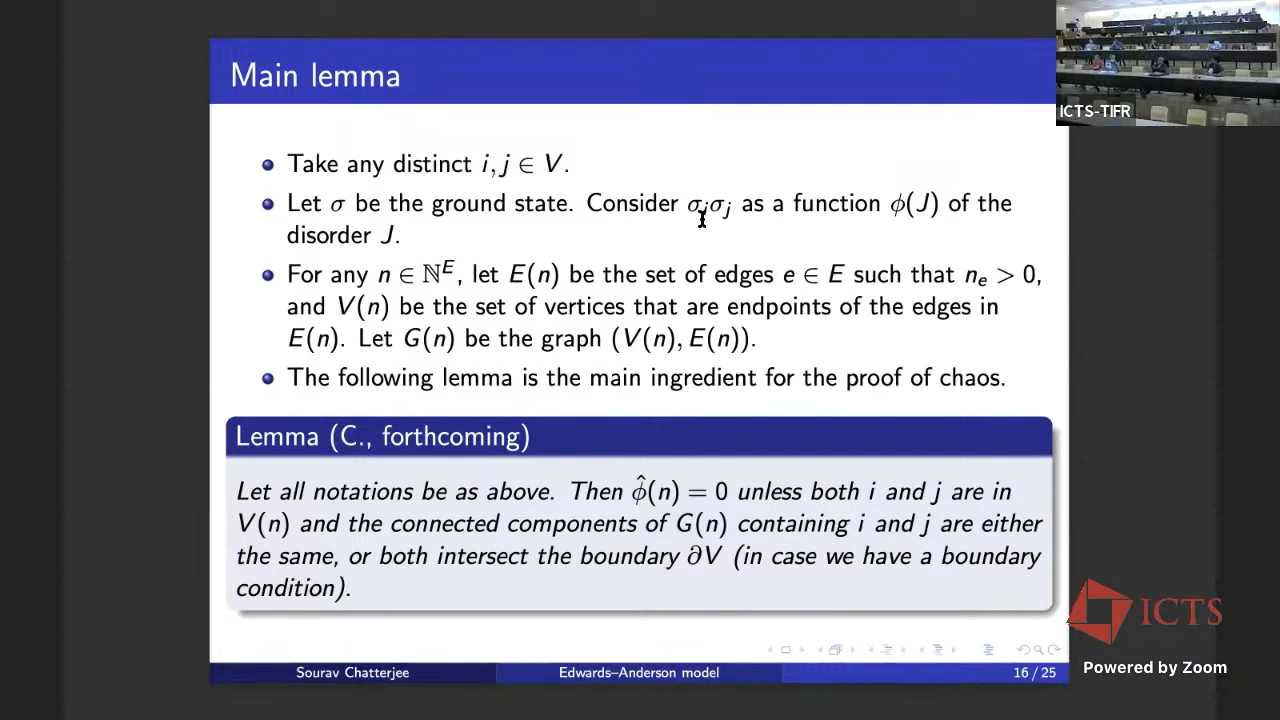 Main lemma
ICTS-TIFR
Take any distinct i, j ∈ V.
Let σ be the ground state. Consider σᵢσⱼ as a function ϕ(J) of the
disorder J.
For any n ∈ ℕᴱ, let E(n) be the set of edges e ∈ E such that nₑ > 0,
and V(n) be the set of vertices that are endpoints of the edges in
E(n). Let G(n) be the graph (V(n), E(n)).
The following lemma is the main ingredient for the proof of chaos.
Lemma (C., forthcoming)
Let all notations be as above. Then ϕ̂(n) = 0 unless both i and j are in
V(n) and the connected components of G(n) containing i and j are either
the same, or both intersect the boundary ∂V (in case we have a boundary
condition).
ICTS
Powered by Zoom
Sourav Chatterjee
Edwards–Anderson model
16 / 25